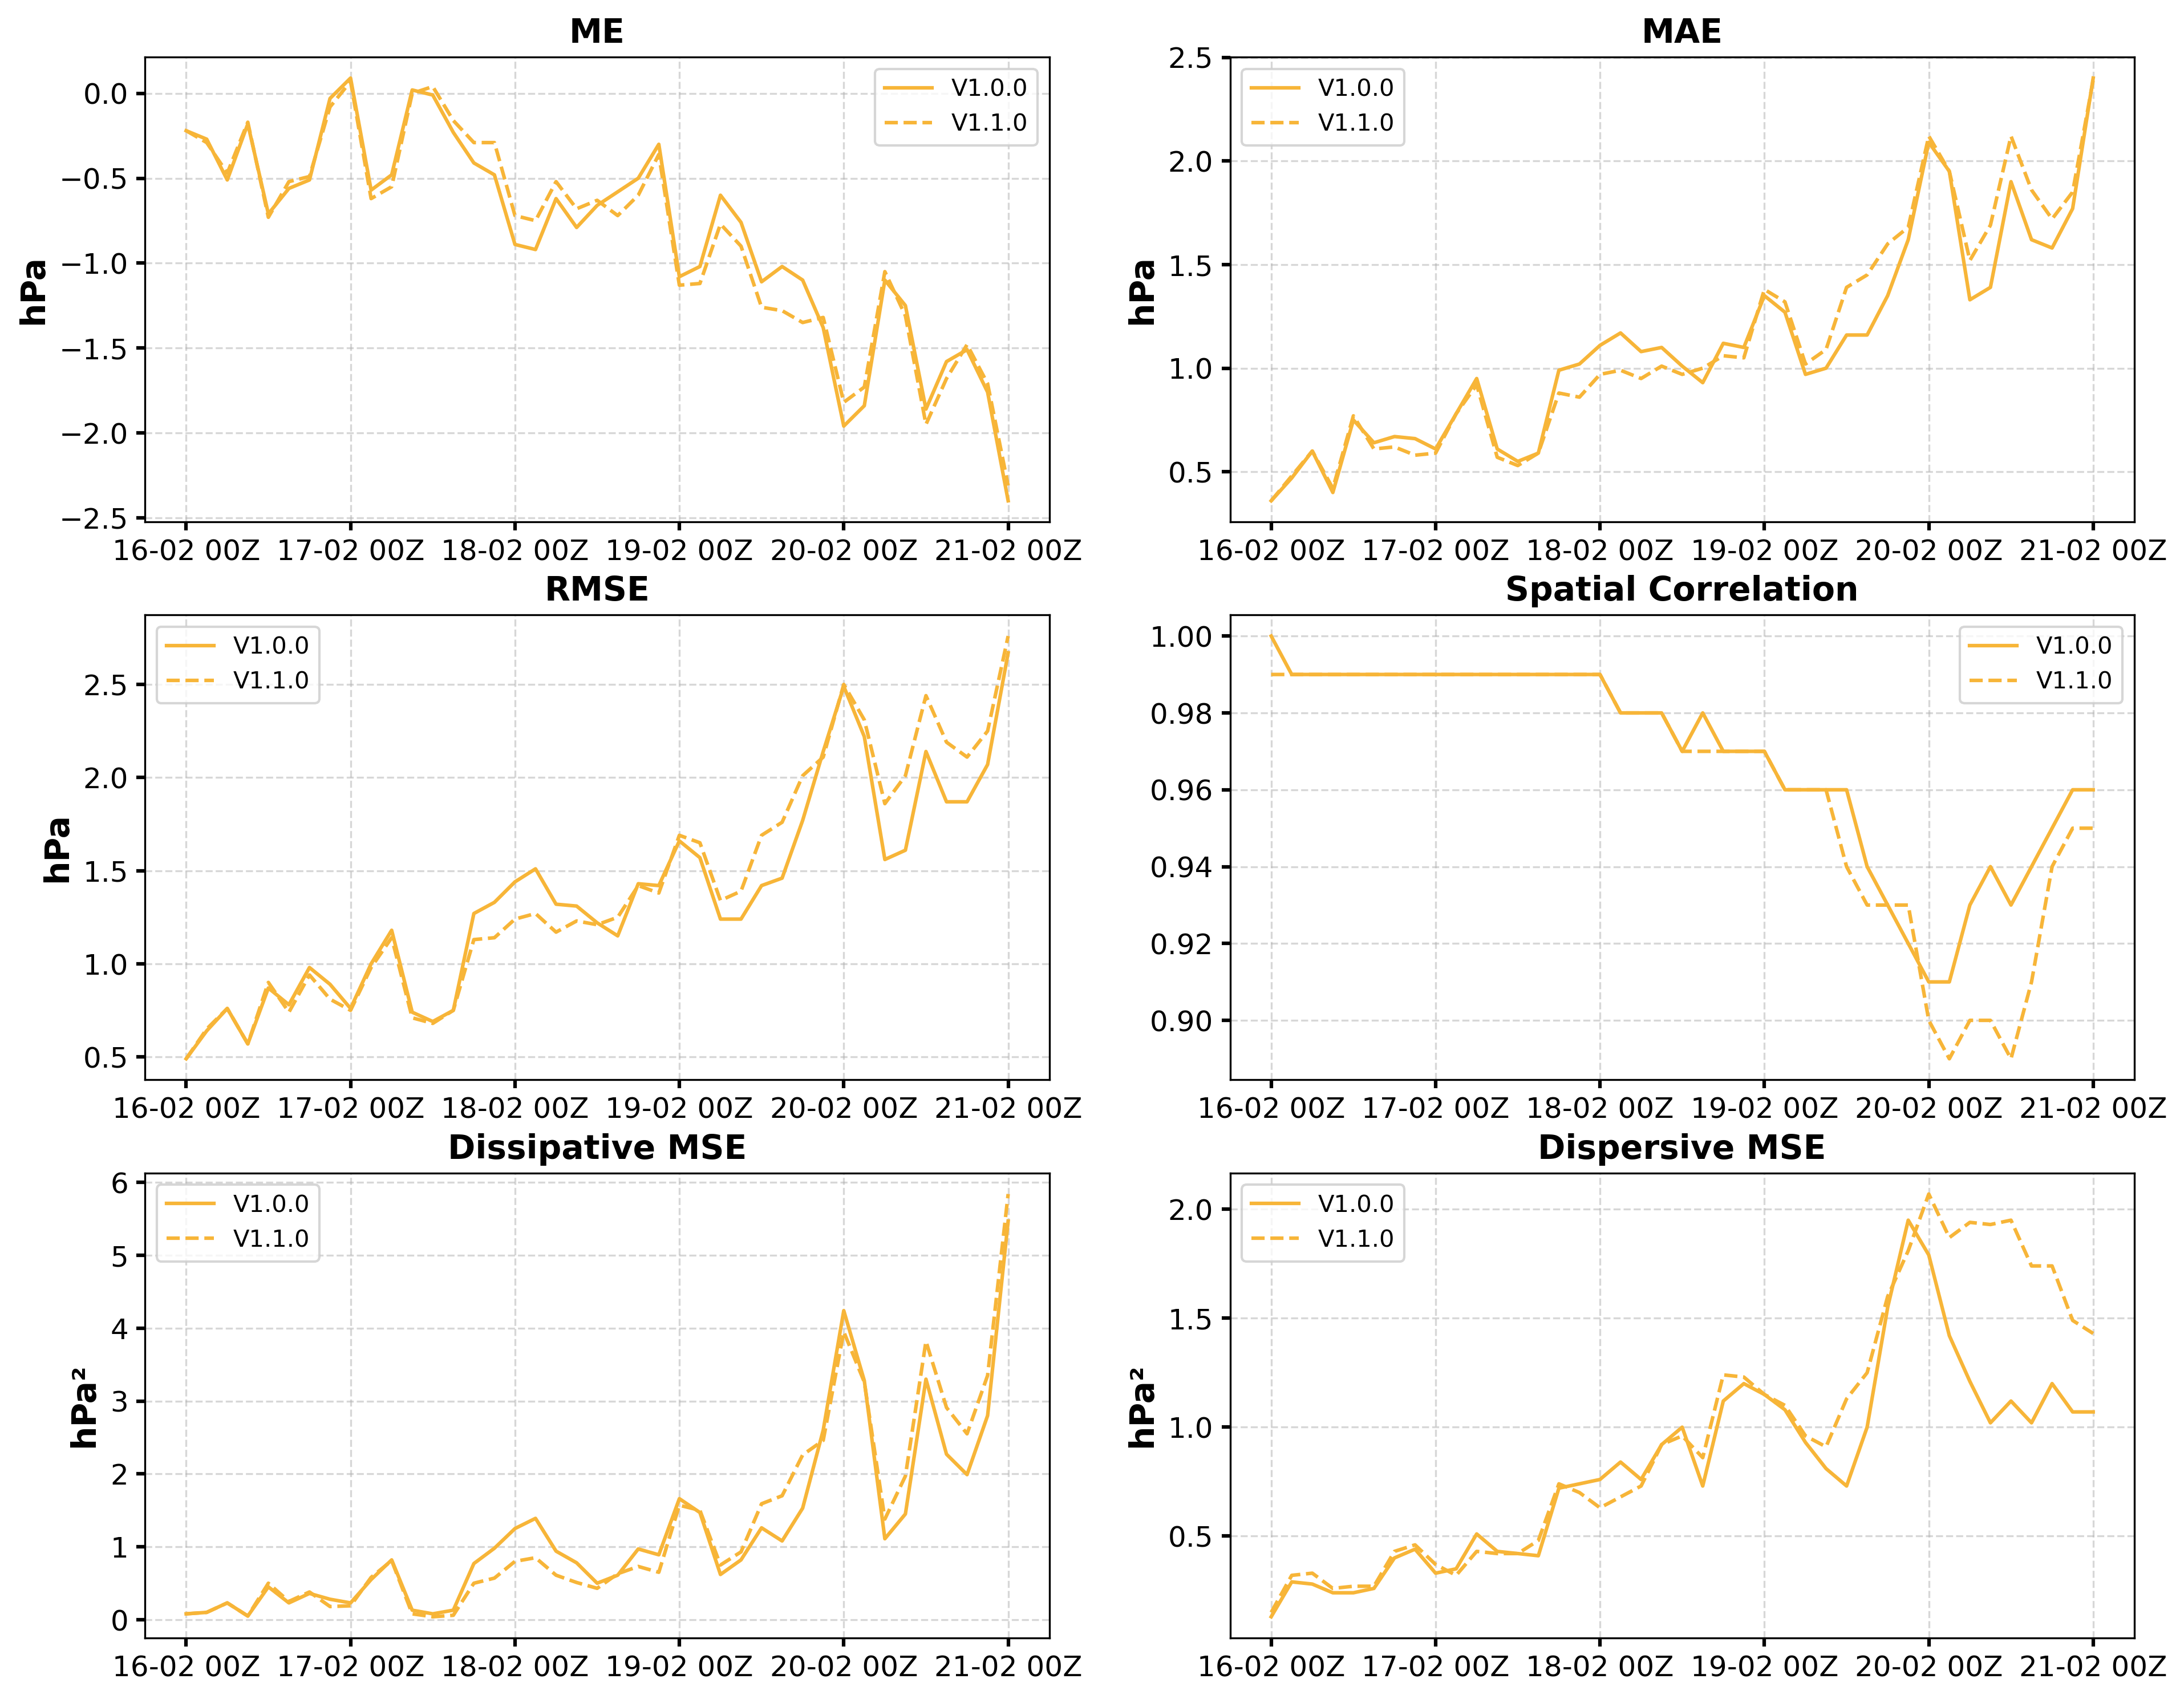 ME
hPa
0.0
−0.5
−1.0
−1.5
−2.0
−2.5
V1.0.0
V1.1.0
16-02 00Z 17-02 00Z 18-02 00Z 19-02 00Z 20-02 00Z 21-02 00Z
MAE
hPa
2.5
2.0
1.5
1.0
0.5
V1.0.0
V1.1.0
16-02 00Z 17-02 00Z 18-02 00Z 19-02 00Z 20-02 00Z 21-02 00Z
RMSE
hPa
2.5
2.0
1.5
1.0
0.5
V1.0.0
V1.1.0
16-02 00Z 17-02 00Z 18-02 00Z 19-02 00Z 20-02 00Z 21-02 00Z
Spatial Correlation
1.00
0.98
0.96
0.94
0.92
0.90
V1.0.0
V1.1.0
16-02 00Z 17-02 00Z 18-02 00Z 19-02 00Z 20-02 00Z 21-02 00Z
Dissipative MSE
hPa²
6
5
4
3
2
1
0
V1.0.0
V1.1.0
16-02 00Z 17-02 00Z 18-02 00Z 19-02 00Z 20-02 00Z 21-02 00Z
Dispersive MSE
hPa²
2.0
1.5
1.0
0.5
V1.0.0
V1.1.0
16-02 00Z 17-02 00Z 18-02 00Z 19-02 00Z 20-02 00Z 21-02 00Z